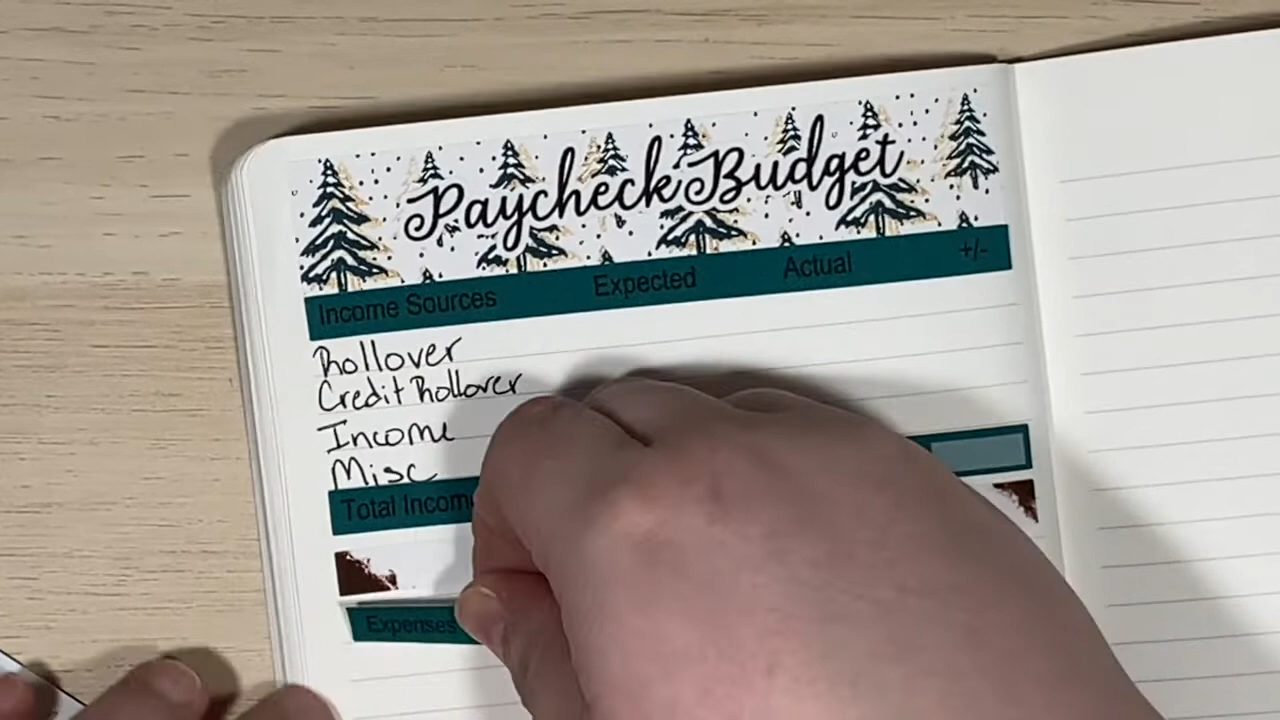 Paycheck Budget
Income Sources Expected Actual +/-
Rollover
Credit Rollover
Income
Misc
Total Income
Expenses